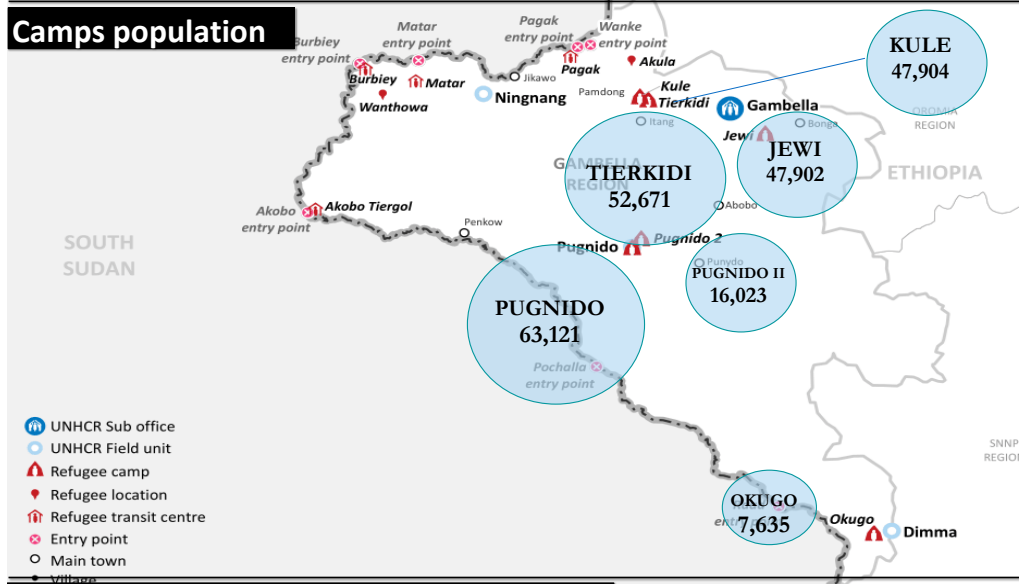 Camps population
Burbiey
entry point
Matar
entry point
Pagak
entry point
Wanke
entry point
KULE
47,904
Burbiey
Matar
Wanthowa
Jikawo
Ningnang
Pagak
Akula
Pamdong
Kule
Tierkidi
Itang
Gambella
Jewi
Bonga
OROMIA
REGION
ETHIOPIA
GAMBELLA
REGION
TIERKIDI
52,671
JEWI
47,902
Abobo
Akobo
entry point
Akobo Tiergol
Penkow
SOUTH
SUDAN
Pugnido
Pugnido 2
Punydo
PUGNIDO II
16,023
PUGNIDO
63,121
Pochalla
entry point
SNNP
REGION
OKUGO
7,635
Okugo
Dimma
UNHCR Sub office
UNHCR Field unit
Refugee camp
Refugee location
Refugee transit centre
Entry point
Main town
Village